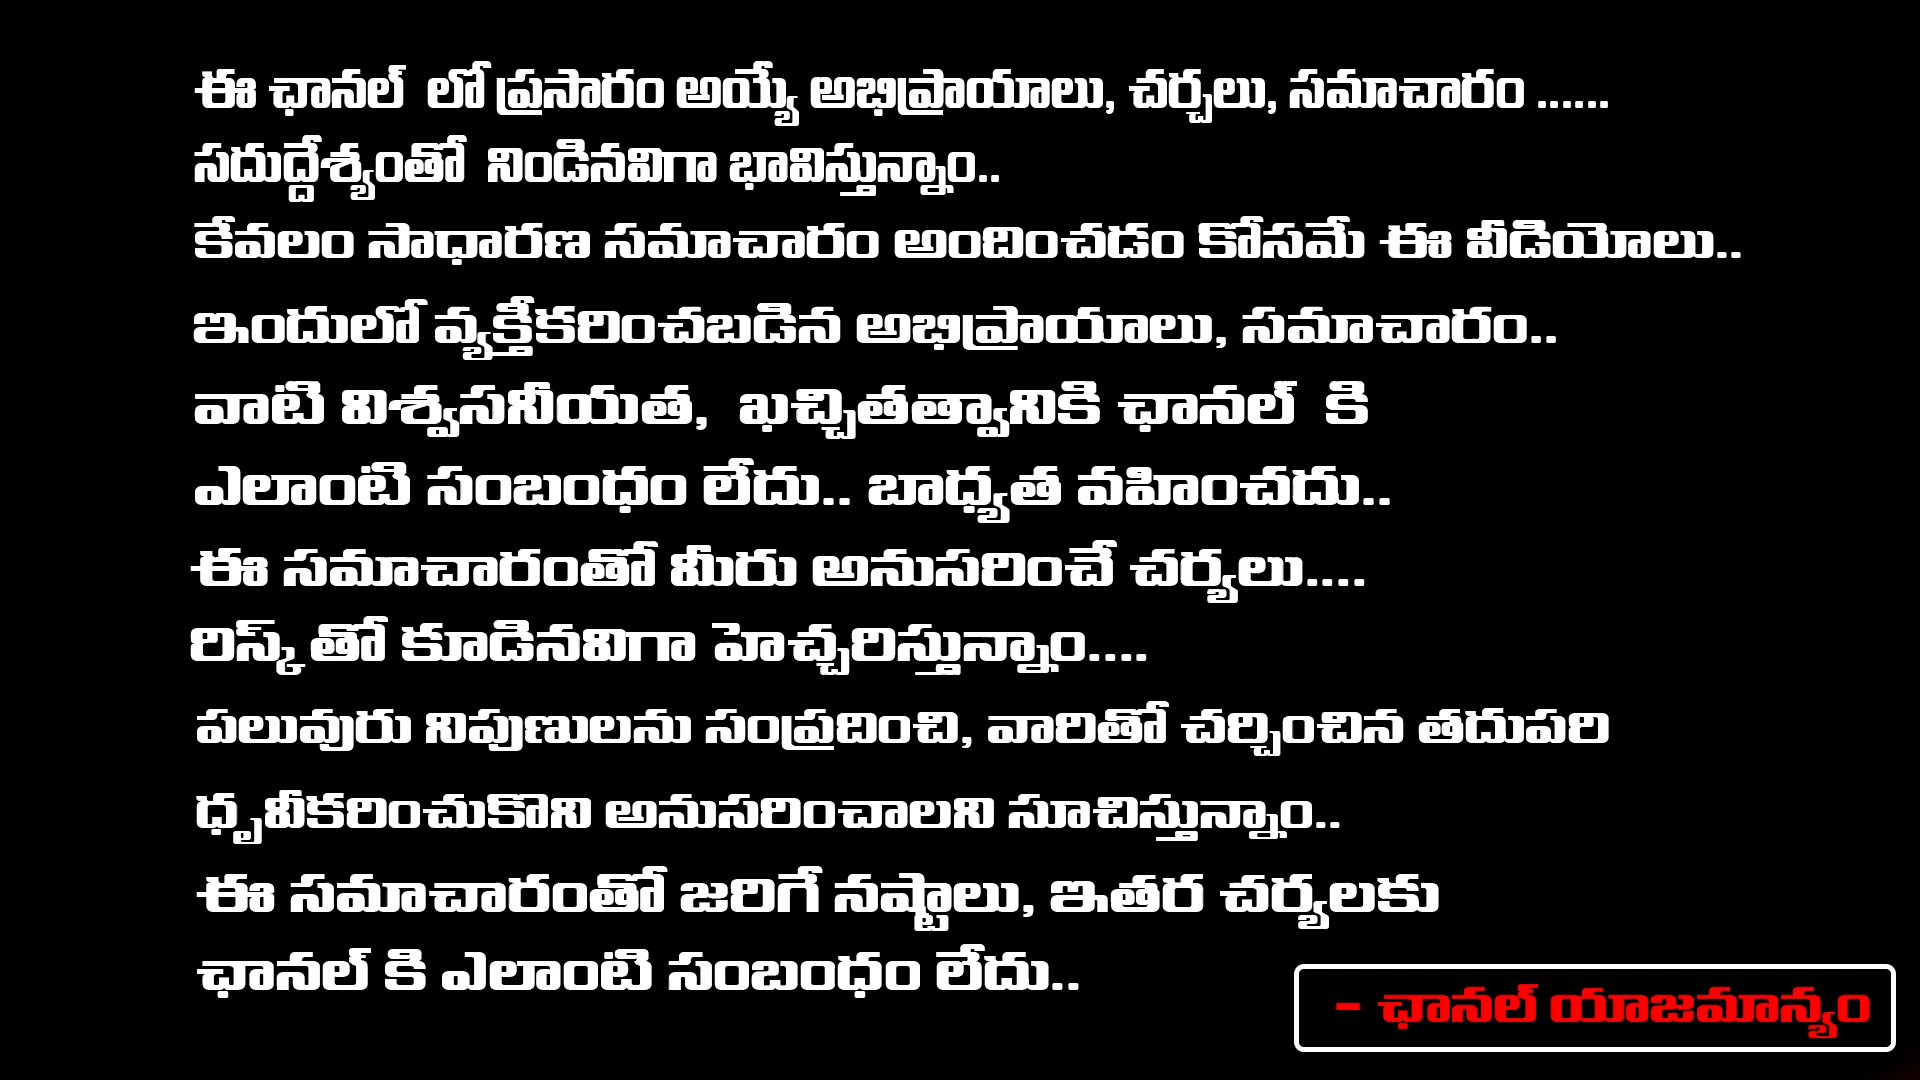 ఈ ఛానల్ లో ప్రసారం అయ్యే అభిప్రాయాలు, చర్చలు, సమాచారం ......
సదుద్దేశ్యంతో నిండినవిగా భావిస్తున్నాం..
కేవలం సాధారణ సమాచారం అందించడం కోసమే ఈ వీడియోలు..
ఇందులో వ్యక్తీకరించబడిన అభిప్రాయాలు, సమాచారం..
వాటి విశ్వసనీయత, ఖచ్చితత్వానికి ఛానల్ కి
ఎలాంటి సంబంధం లేదు.. బాధ్యత వహించదు..
ఈ సమాచారంతో మీరు అనుసరించే చర్యలు....
రిస్క్ తో కూడినవిగా హెచ్చరిస్తున్నాం....
పలువురు నిపుణులను సంప్రదించి, వారితో చర్చించిన తదుపరి
ధృవీకరించుకొని అనుసరించాలని సూచిస్తున్నాం..
ఈ సమాచారంతో జరిగే నష్టాలు, ఇతర చర్యలకు
ఛానల్ కి ఎలాంటి సంబంధం లేదు..
- ఛానల్ యాజమాన్యం